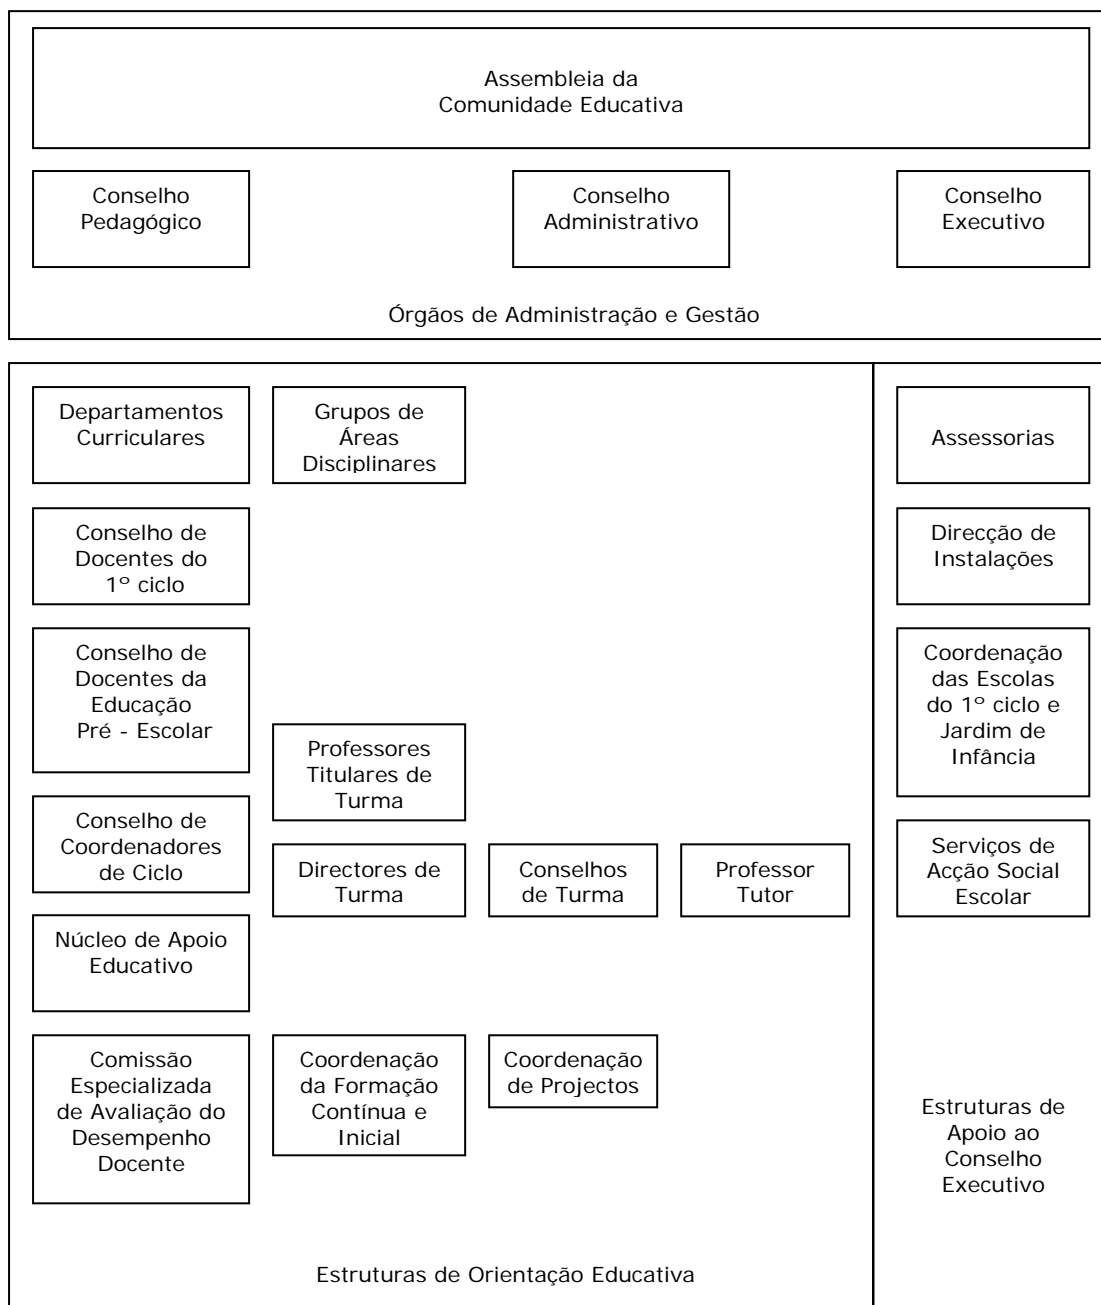 Assembleia da
Comunidade Educativa
Conselho
Pedagógico
Conselho
Administrativo
Conselho
Executivo
Órgãos de Administração e Gestão
Departamentos
Curriculares
Grupos de
Áreas
Disciplinares
Conselho de
Docentes do
1º ciclo
Conselho de
Docentes da
Educação
Pré - Escolar
Professores
Titulares de
Turma
Conselho de
Coordenadores
de Ciclo
Directores de
Turma
Conselhos
de Turma
Professor
Tutor
Núcleo de Apoio
Educativo
Comissão
Especializada
de Avaliação do
Desempenho
Docente
Coordenação
da Formação
Contínua e
Inicial
Coordenação
de Projectos
Estruturas de Orientação Educativa
Assessorias
Direcção de
Instalações
Coordenação
das Escolas
do 1º ciclo e
Jardim de
Infância
Serviços de
Acção Social
Escolar
Estruturas de
Apoio ao
Conselho
Executivo